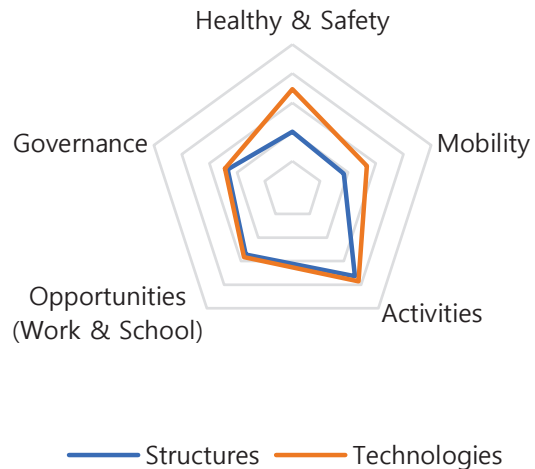 Healthy & Safety
Governance
Mobility
Opportunities
(Work & School)
Activities
Structures
Technologies